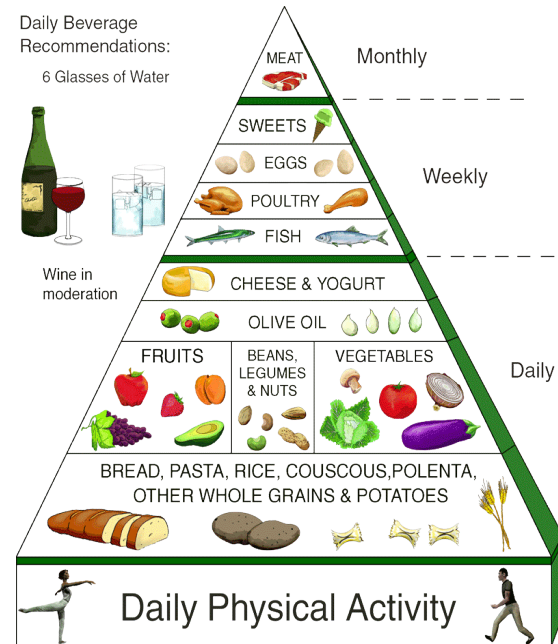 Daily Beverage
Recommendations:
6 Glasses of Water
Wine in
moderation
MEAT
Monthly
SWEETS
EGGS
POULTRY
FISH
Weekly
CHEESE & YOGURT
OLIVE OIL
FRUITS
BEANS,
LEGUMES
& NUTS
VEGETABLES
Daily
BREAD, PASTA, RICE, COUSCOUS,POLENTA,
OTHER WHOLE GRAINS & POTATOES
Daily Physical Activity